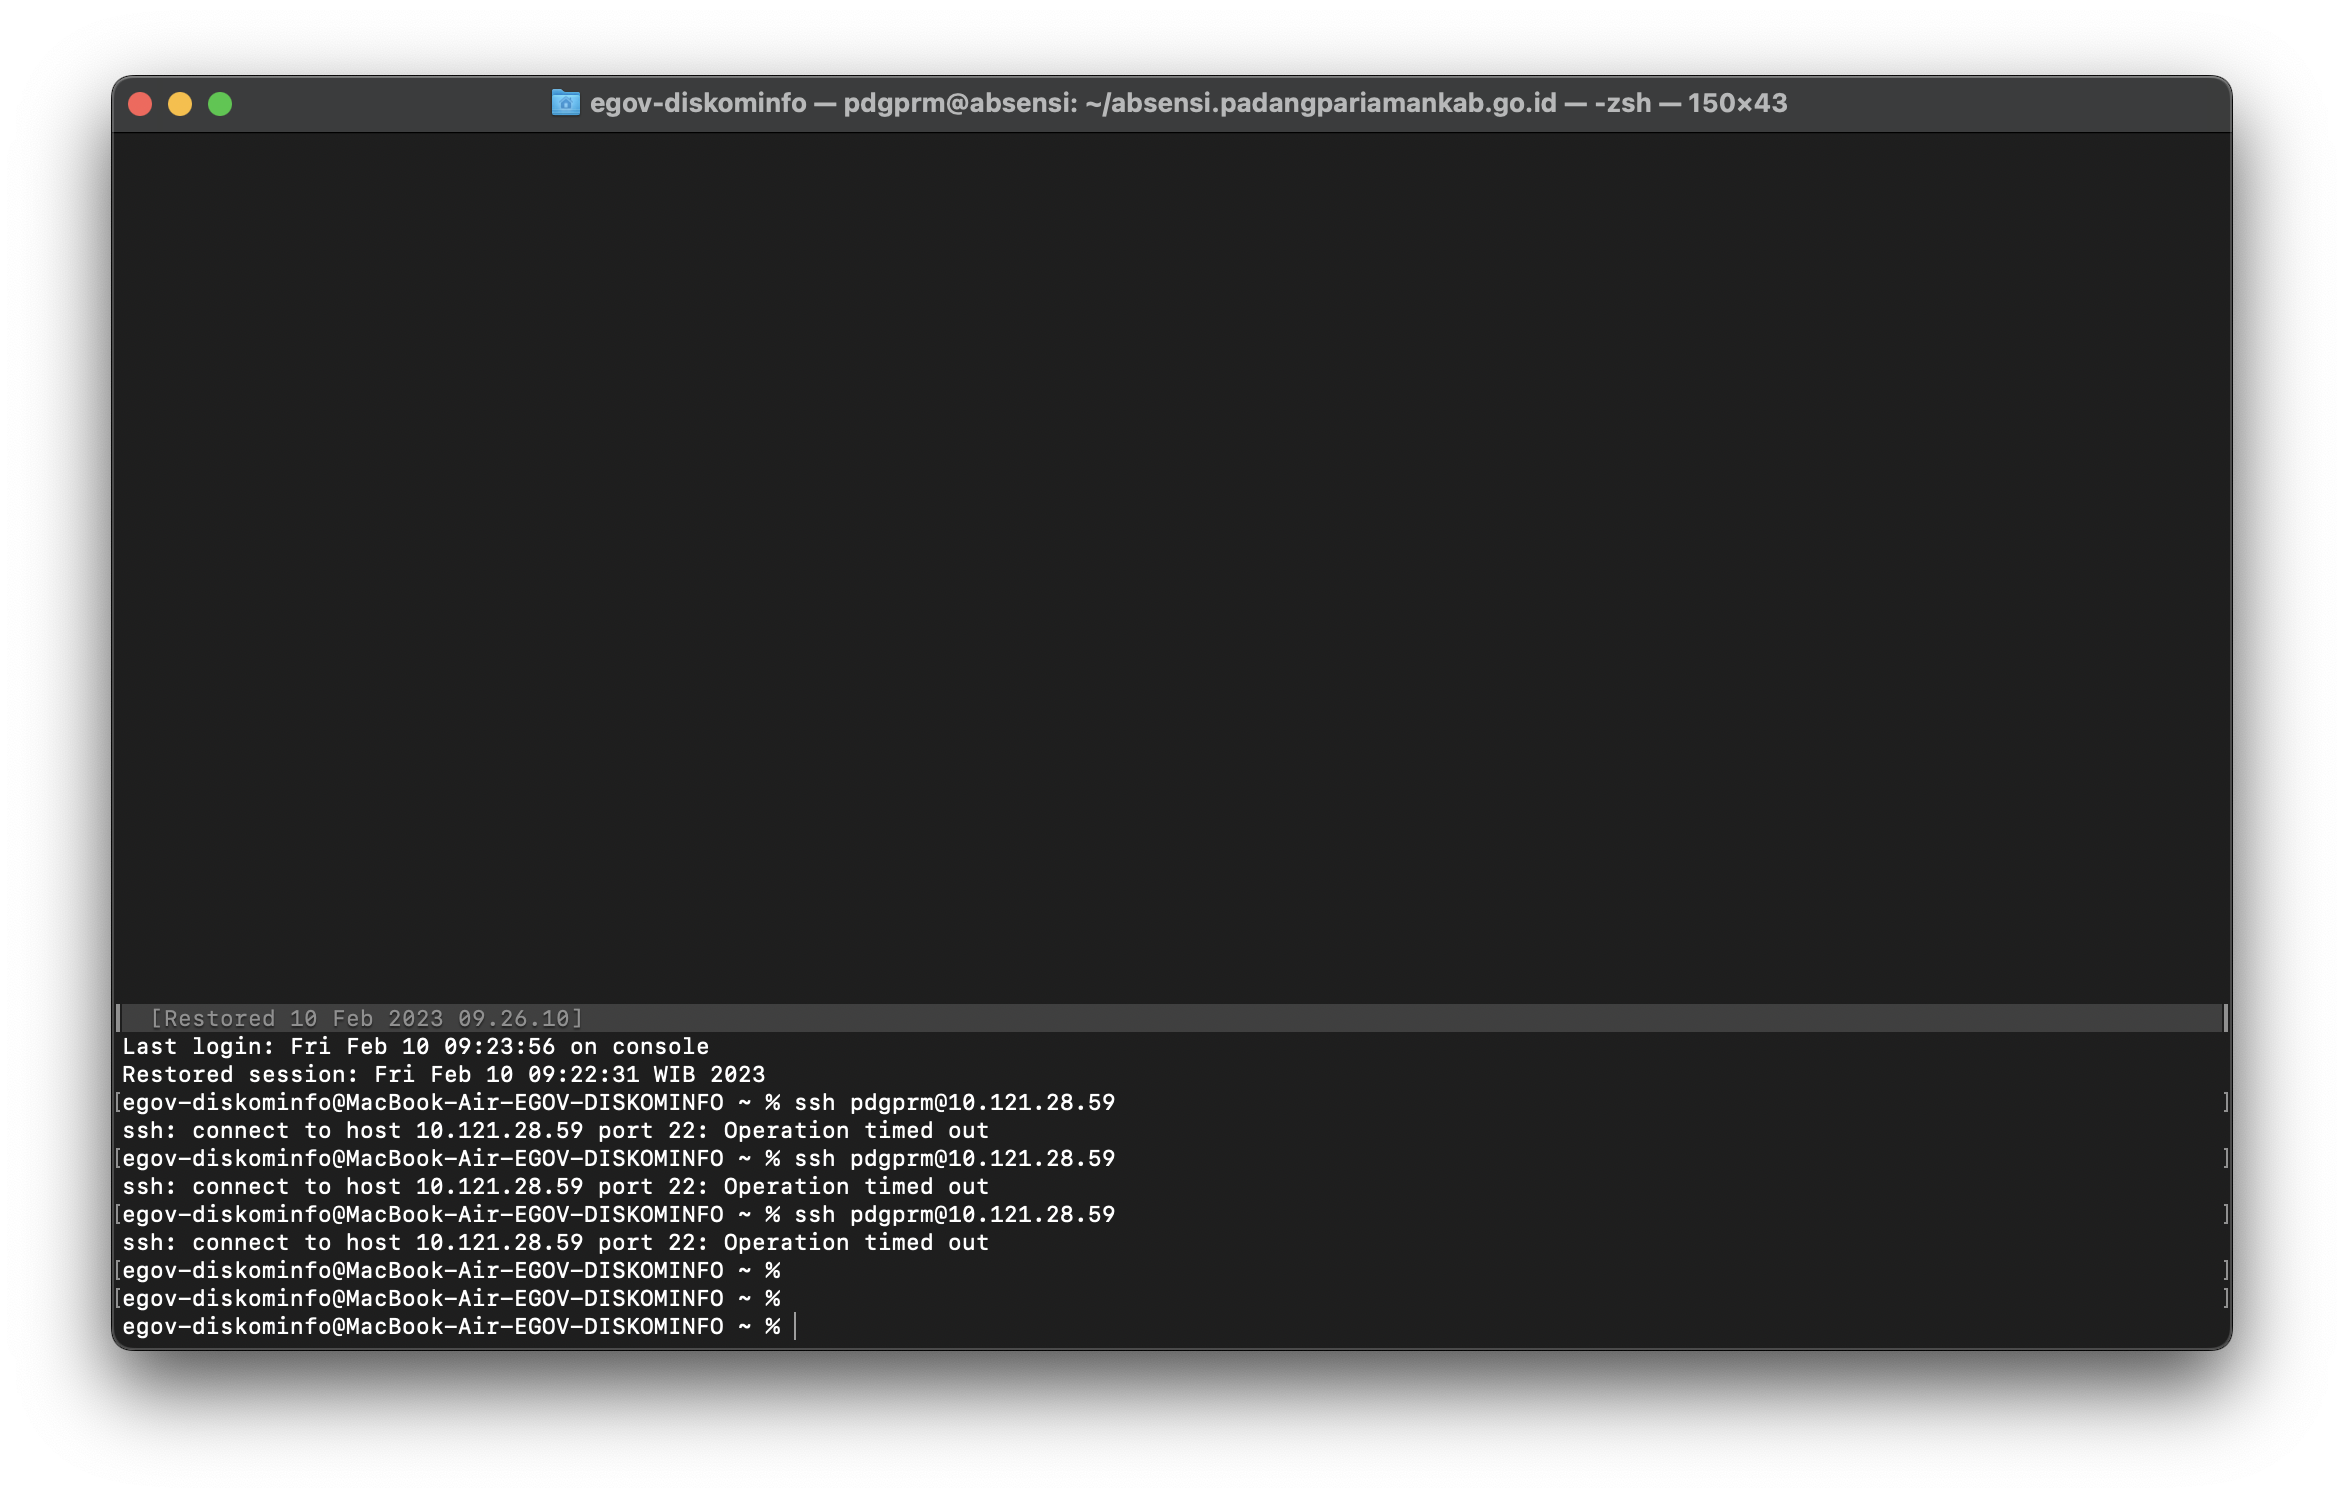 egov-diskominfo — pdgprm@absensi: ~/absensi.padangpariamankab.go.id — -zsh — 150×43
[Restored 10 Feb 2023 09.26.10]
Last login: Fri Feb 10 09:23:56 on console
Restored session: Fri Feb 10 09:22:31 WIB 2023
[egov-diskominfo@MacBook-Air-EGOV-DISKOMINFO ~ % ssh pdgprm@10.121.28.59 ]
ssh: connect to host 10.121.28.59 port 22: Operation timed out
[egov-diskominfo@MacBook-Air-EGOV-DISKOMINFO ~ % ssh pdgprm@10.121.28.59 ]
ssh: connect to host 10.121.28.59 port 22: Operation timed out
[egov-diskominfo@MacBook-Air-EGOV-DISKOMINFO ~ % ssh pdgprm@10.121.28.59 ]
ssh: connect to host 10.121.28.59 port 22: Operation timed out
[egov-diskominfo@MacBook-Air-EGOV-DISKOMINFO ~ % ]
[egov-diskominfo@MacBook-Air-EGOV-DISKOMINFO ~ % ]
egov-diskominfo@MacBook-Air-EGOV-DISKOMINFO ~ %